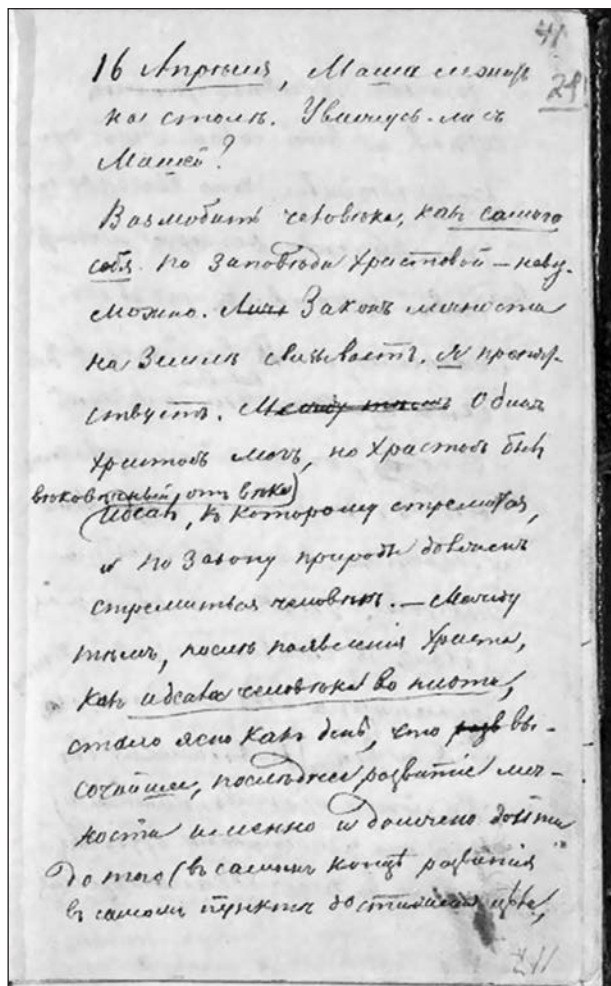 41
29
16 Апрѣля, Маша лежитъ
на столѣ. Увижусь-ли съ
Машей?
Возлюбить человѣка, какъ самого
себя по заповѣди Христовой – невоз-
можно. Законъ личности
на Землѣ связываетъ. Я препят-
ствуетъ. Между тѣмъ Одинъ
Христосъ могъ, но Христосъ былъ
вѣковѣчный отъ вѣка
идеалъ, къ которому стремится,
и по закону природы долженъ
стремиться человѣкъ. – Между
тѣмъ, послѣ появленія Христа,
какъ идеала человѣка во плоти,
стало ясно какъ день, что вы-
сочайшее, послѣднее развитіе лич-
ности именно и должно дойти
до того (въ самомъ концѣ развитія
въ самомъ пунктѣ достиженія цѣли,